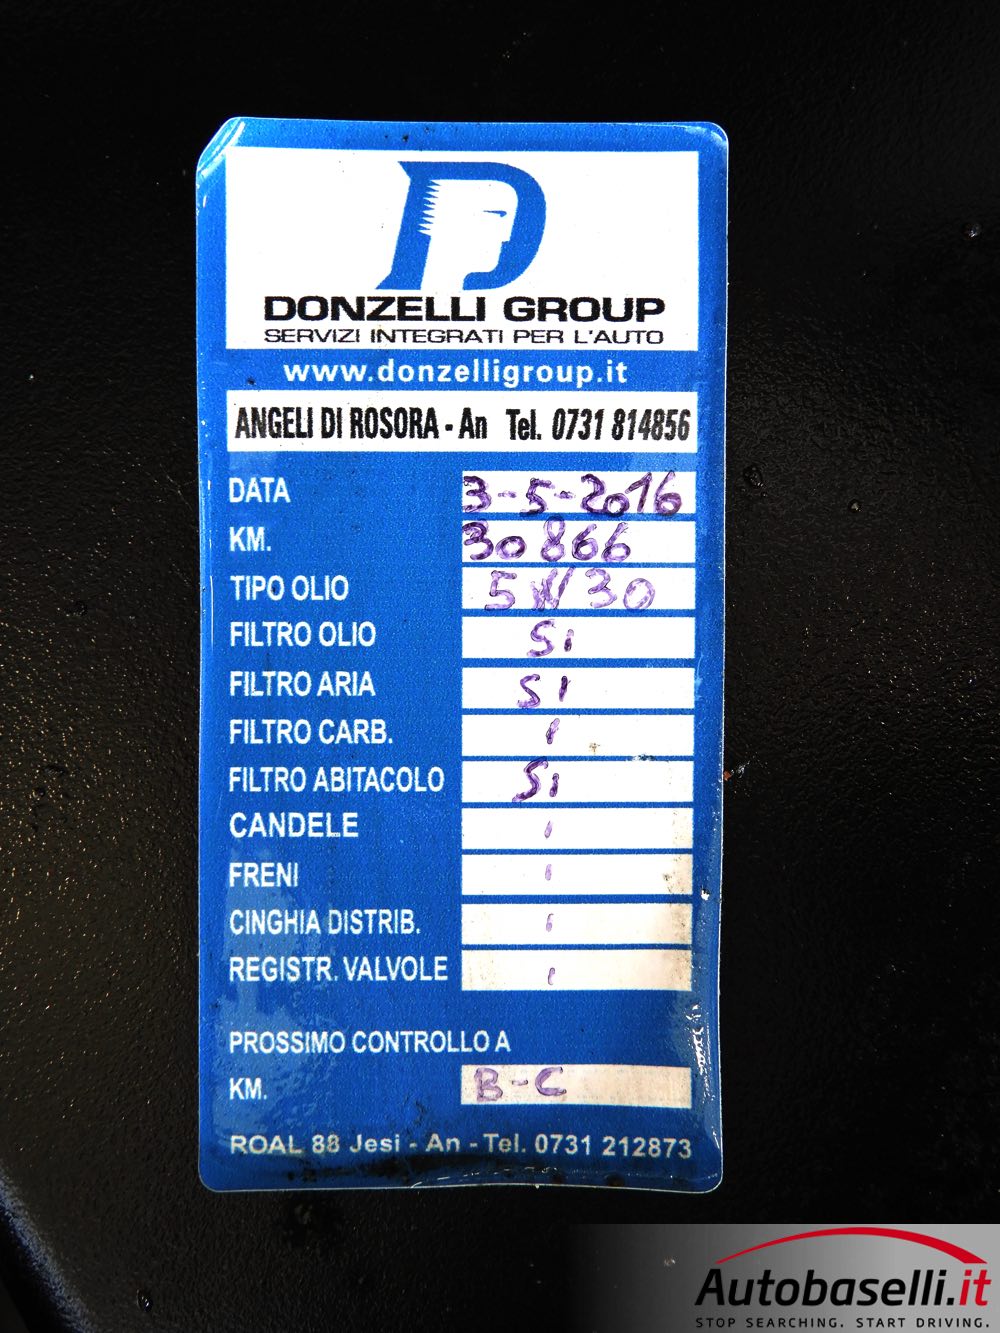 DONZELLI GROUP
SERVIZI INTEGRATI PER L'AUTO
www.donzelligroup.it
ANGELI DI ROSORA - An Tel. 0731 814856
DATA 3-5-2016
KM. 30866
TIPO OLIO 5W30
FILTRO OLIO Si
FILTRO ARIA SI
FILTRO CARB. /
FILTRO ABITACOLO Si
CANDELE /
FRENI /
CINGHIA DISTRIB. /
REGISTR. VALVOLE /
PROSSIMO CONTROLLO A
KM. B-C
ROAL 88 Jesi - An - Tel. 0731 212873
Autobaselli.it
STOP SEARCHING. START DRIVING.